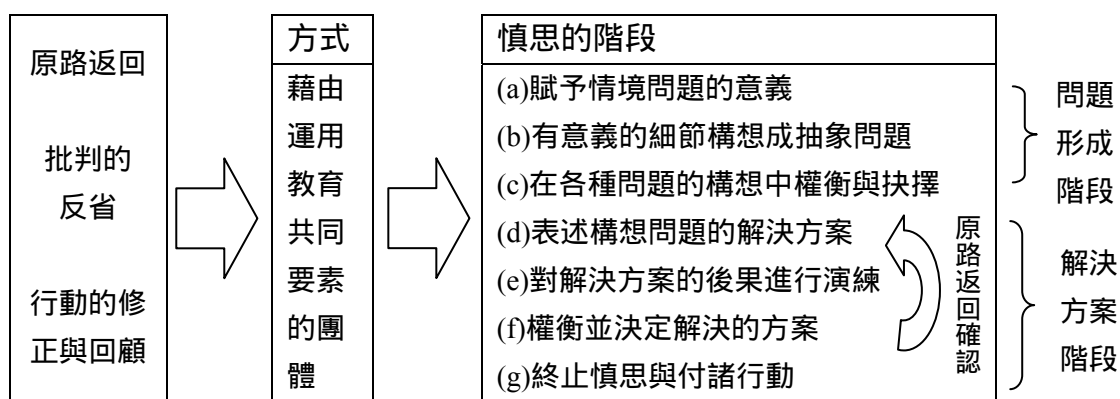 原路返回
批判的
反省
行動的修
正與回顧
方式
藉由
運用
教育
共同
要素
的團
體
慎思的階段
(a)賦予情境問題的意義
(b)有意義的細節構想成抽象問題
(c)在各種問題的構想中權衡與抉擇
(d)表述構想問題的解決方案
(e)對解決方案的後果進行演練
(f)權衡並決定解決的方案
(g)終止慎思與付諸行動
原路返回確認
問題
形成
階段
解決
方案
階段